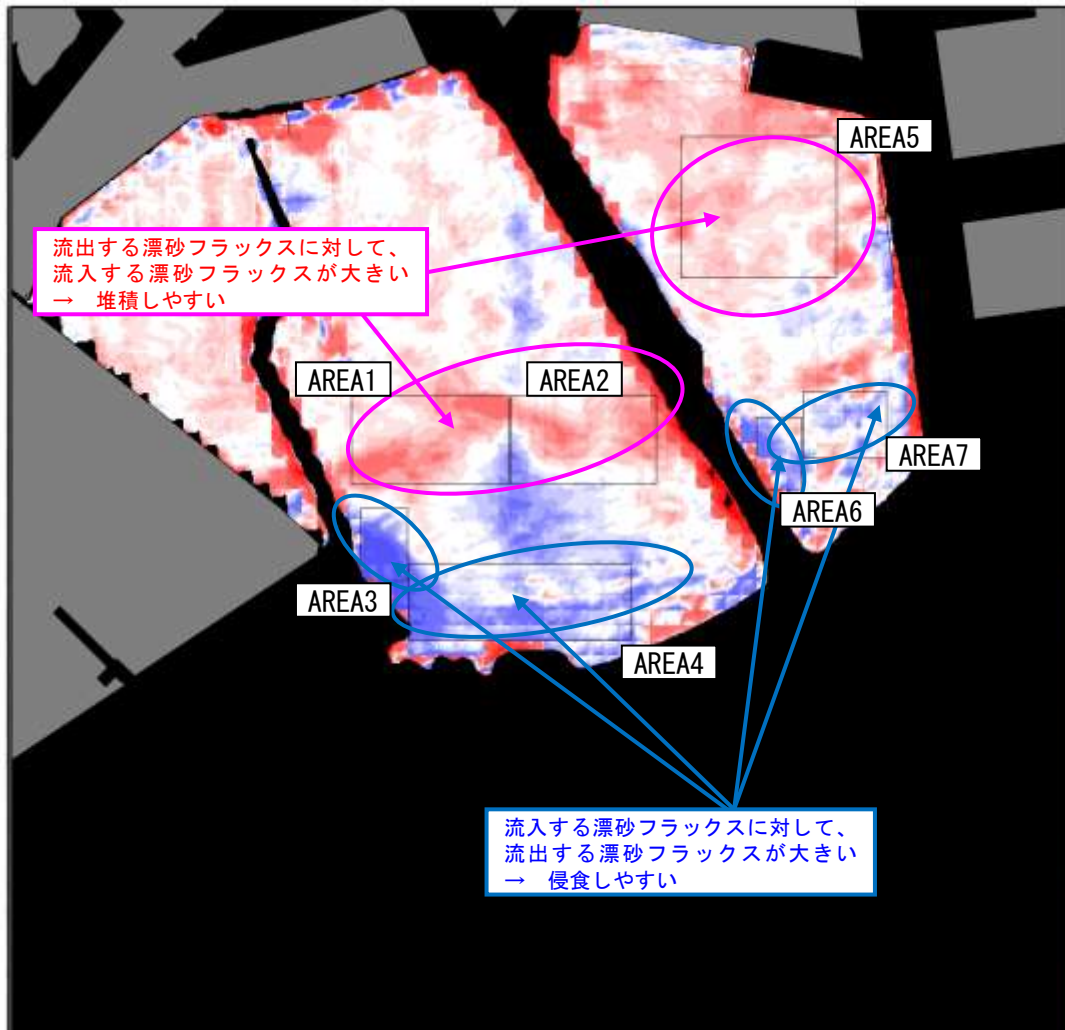 AREA5
流出する漂砂フラックスに対して、
流入する漂砂フラックスが大きい
→ 堆積しやすい
AREA1
AREA2
AREA7
AREA6
AREA3
AREA4
流入する漂砂フラックスに対して、
流出する漂砂フラックスが大きい
→ 侵食しやすい